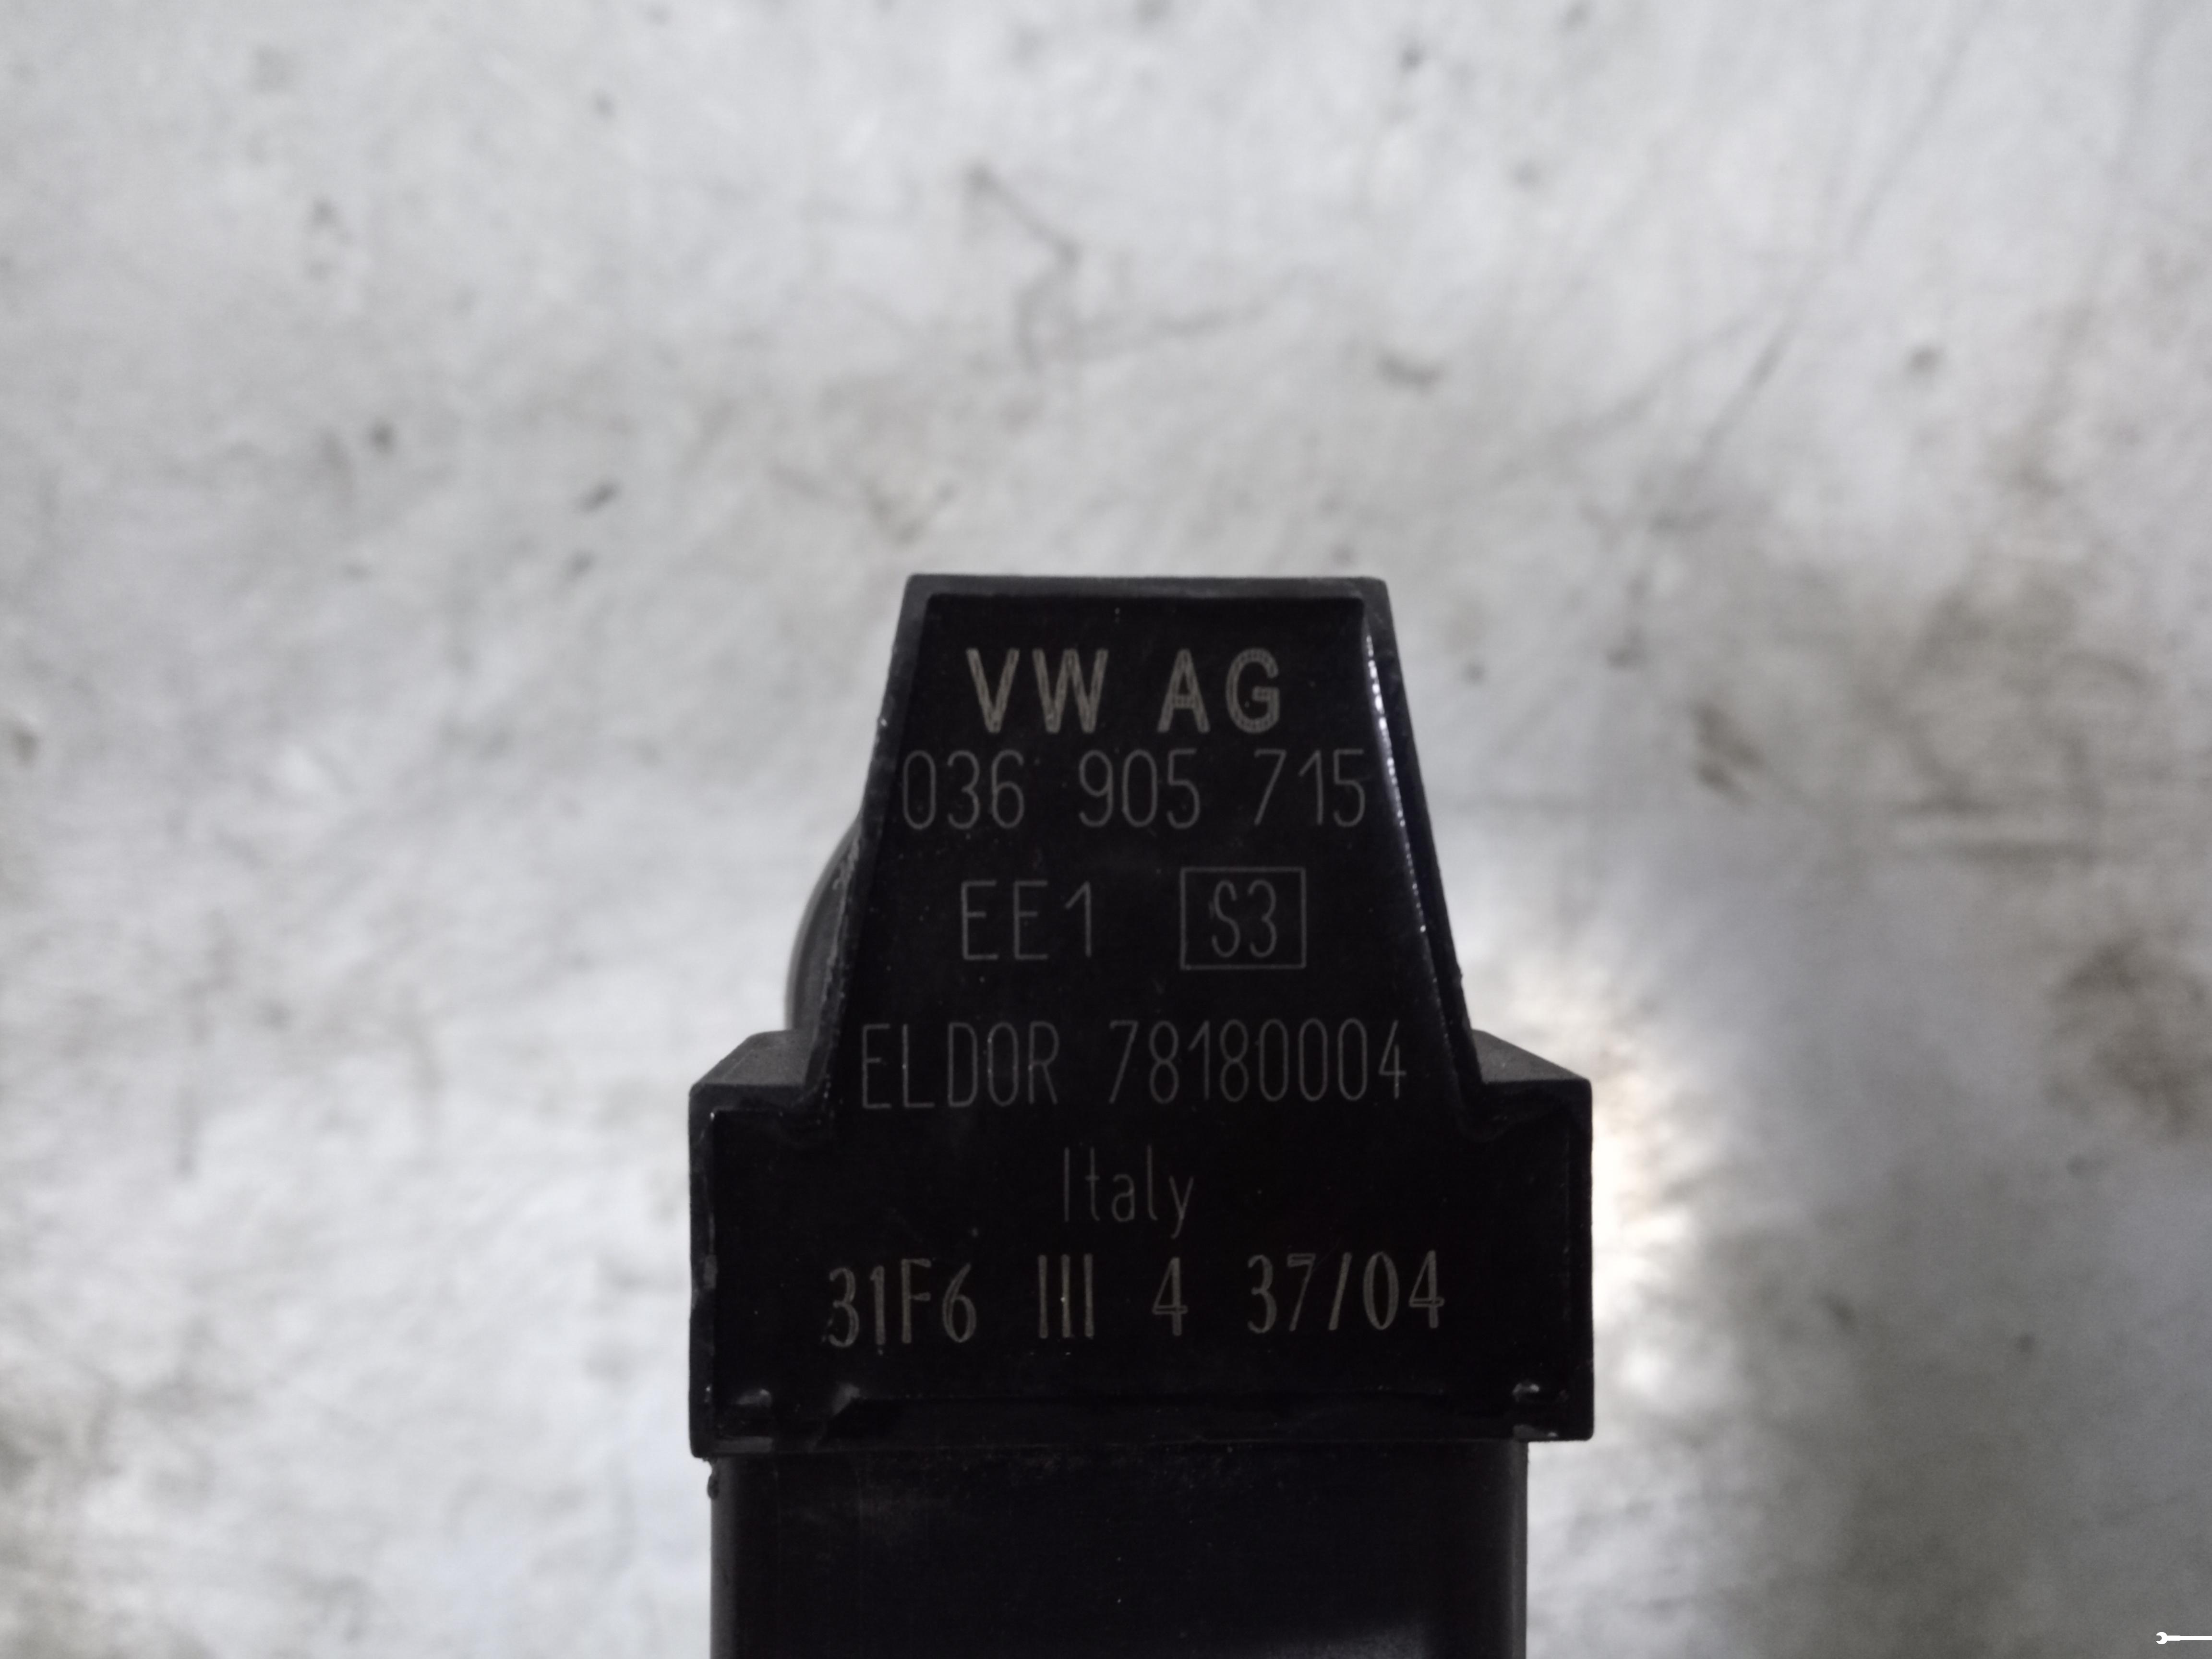 VW AG
036 905 715
EE1 S3
ELDOR 78180004
Italy
31F6 III 4 37/04